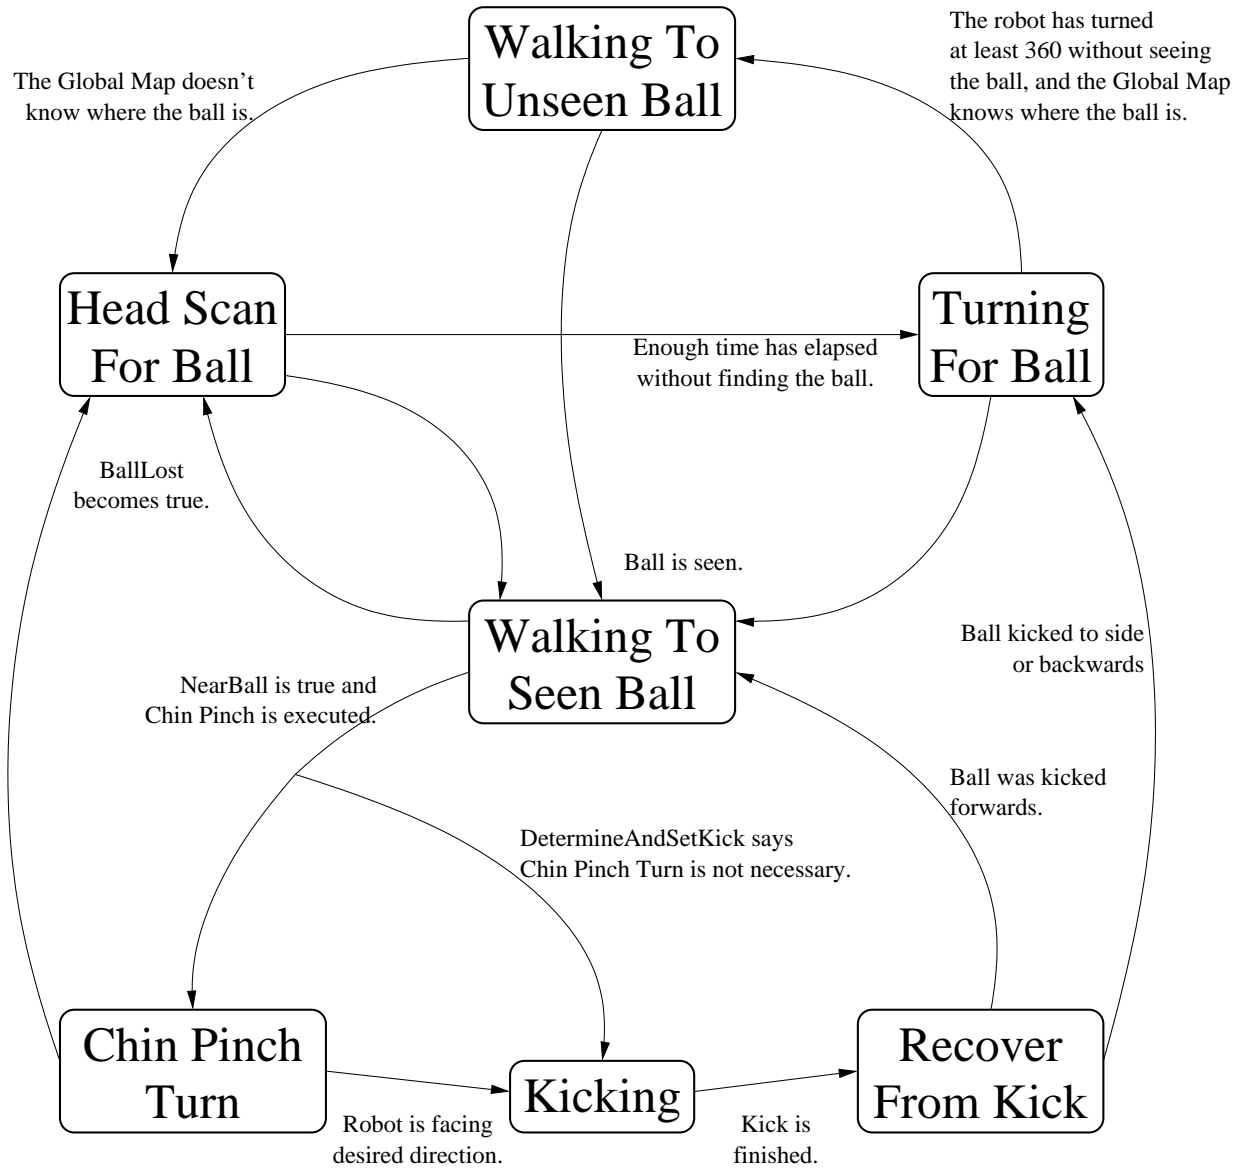 Walking To
Unseen Ball
The robot has turned
at least 360 without seeing
the ball, and the Global Map
knows where the ball is.
The Global Map doesn't
know where the ball is.
Head Scan
For Ball
Turning
For Ball
Enough time has elapsed
without finding the ball.
BallLost
becomes true.
Ball is seen.
Walking To
Seen Ball
Ball kicked to side
or backwards
NearBall is true and
Chin Pinch is executed.
Ball was kicked
forwards.
DetermineAndSetKick says
Chin Pinch Turn is not necessary.
Chin Pinch
Turn
Kicking
Recover
From Kick
Robot is facing
desired direction.
Kick is
finished.